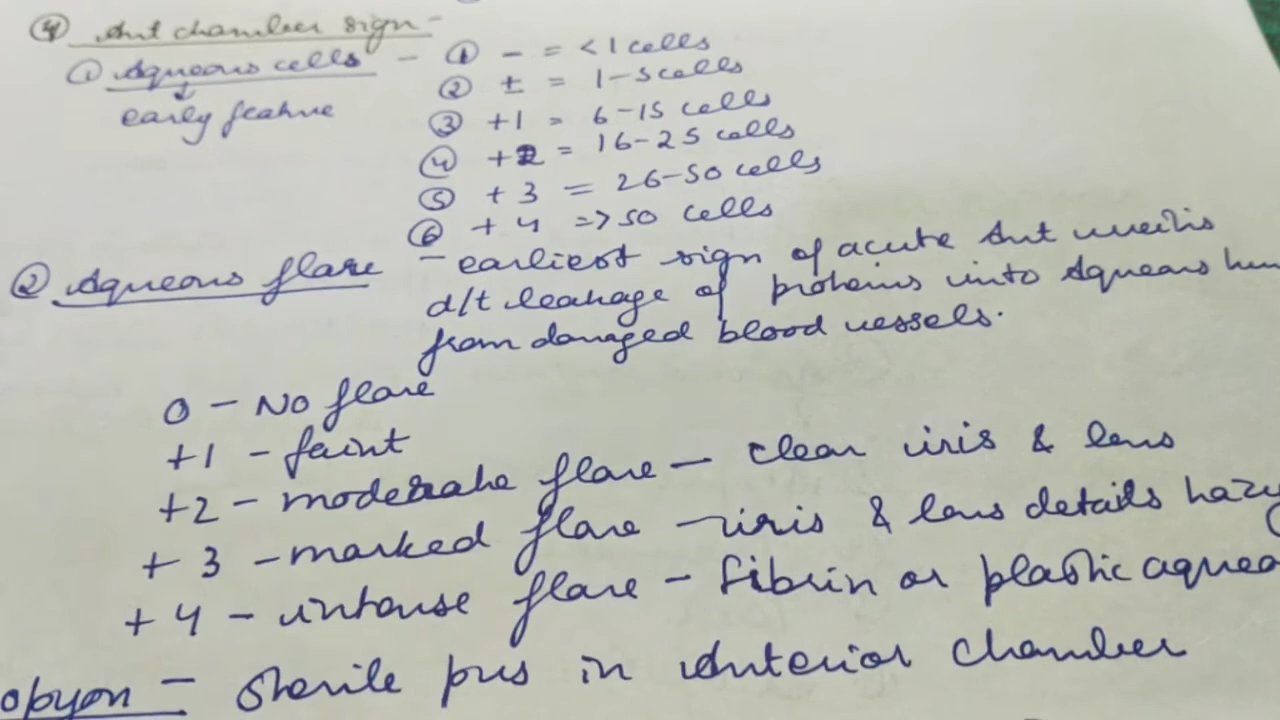 ④ Ant chamber sign -
① Aqueous cells - ① - = <1 cells
early feature ② ± = 1-5 cells
③ +1 = 6-15 cells
④ +2 = 16-25 cells
⑤ +3 = 26-50 cells
⑥ +4 => 50 cells
② Aqueous flare - earliest sign of acute Ant uveitis
d/t leakage of proteins into Aqueous hum
from damaged blood vessels.
0 - No flare
+1 - faint
+2 - moderate flare - clear iris & lens
+3 - marked flare - iris & lens details hazy
+4 - intense flare - fibrin or plastic aqueo
opyon - Sterile pus in Anterior chamber